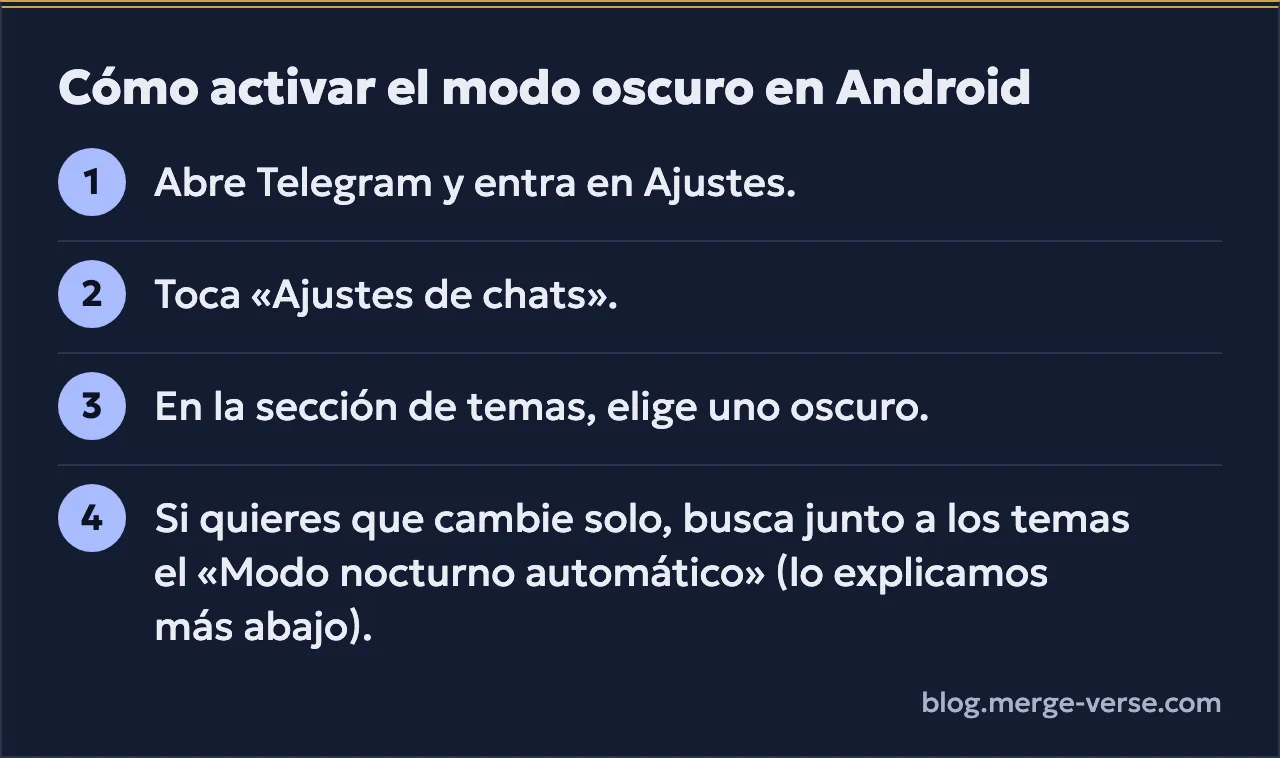 Cómo activar el modo oscuro en Android
1 Abre Telegram y entra en Ajustes.
2 Toca «Ajustes de chats».
3 En la sección de temas, elige uno oscuro.
4 Si quieres que cambie solo, busca junto a los temas
el «Modo nocturno automático» (lo explicamos
más abajo).
blog.merge-verse.com